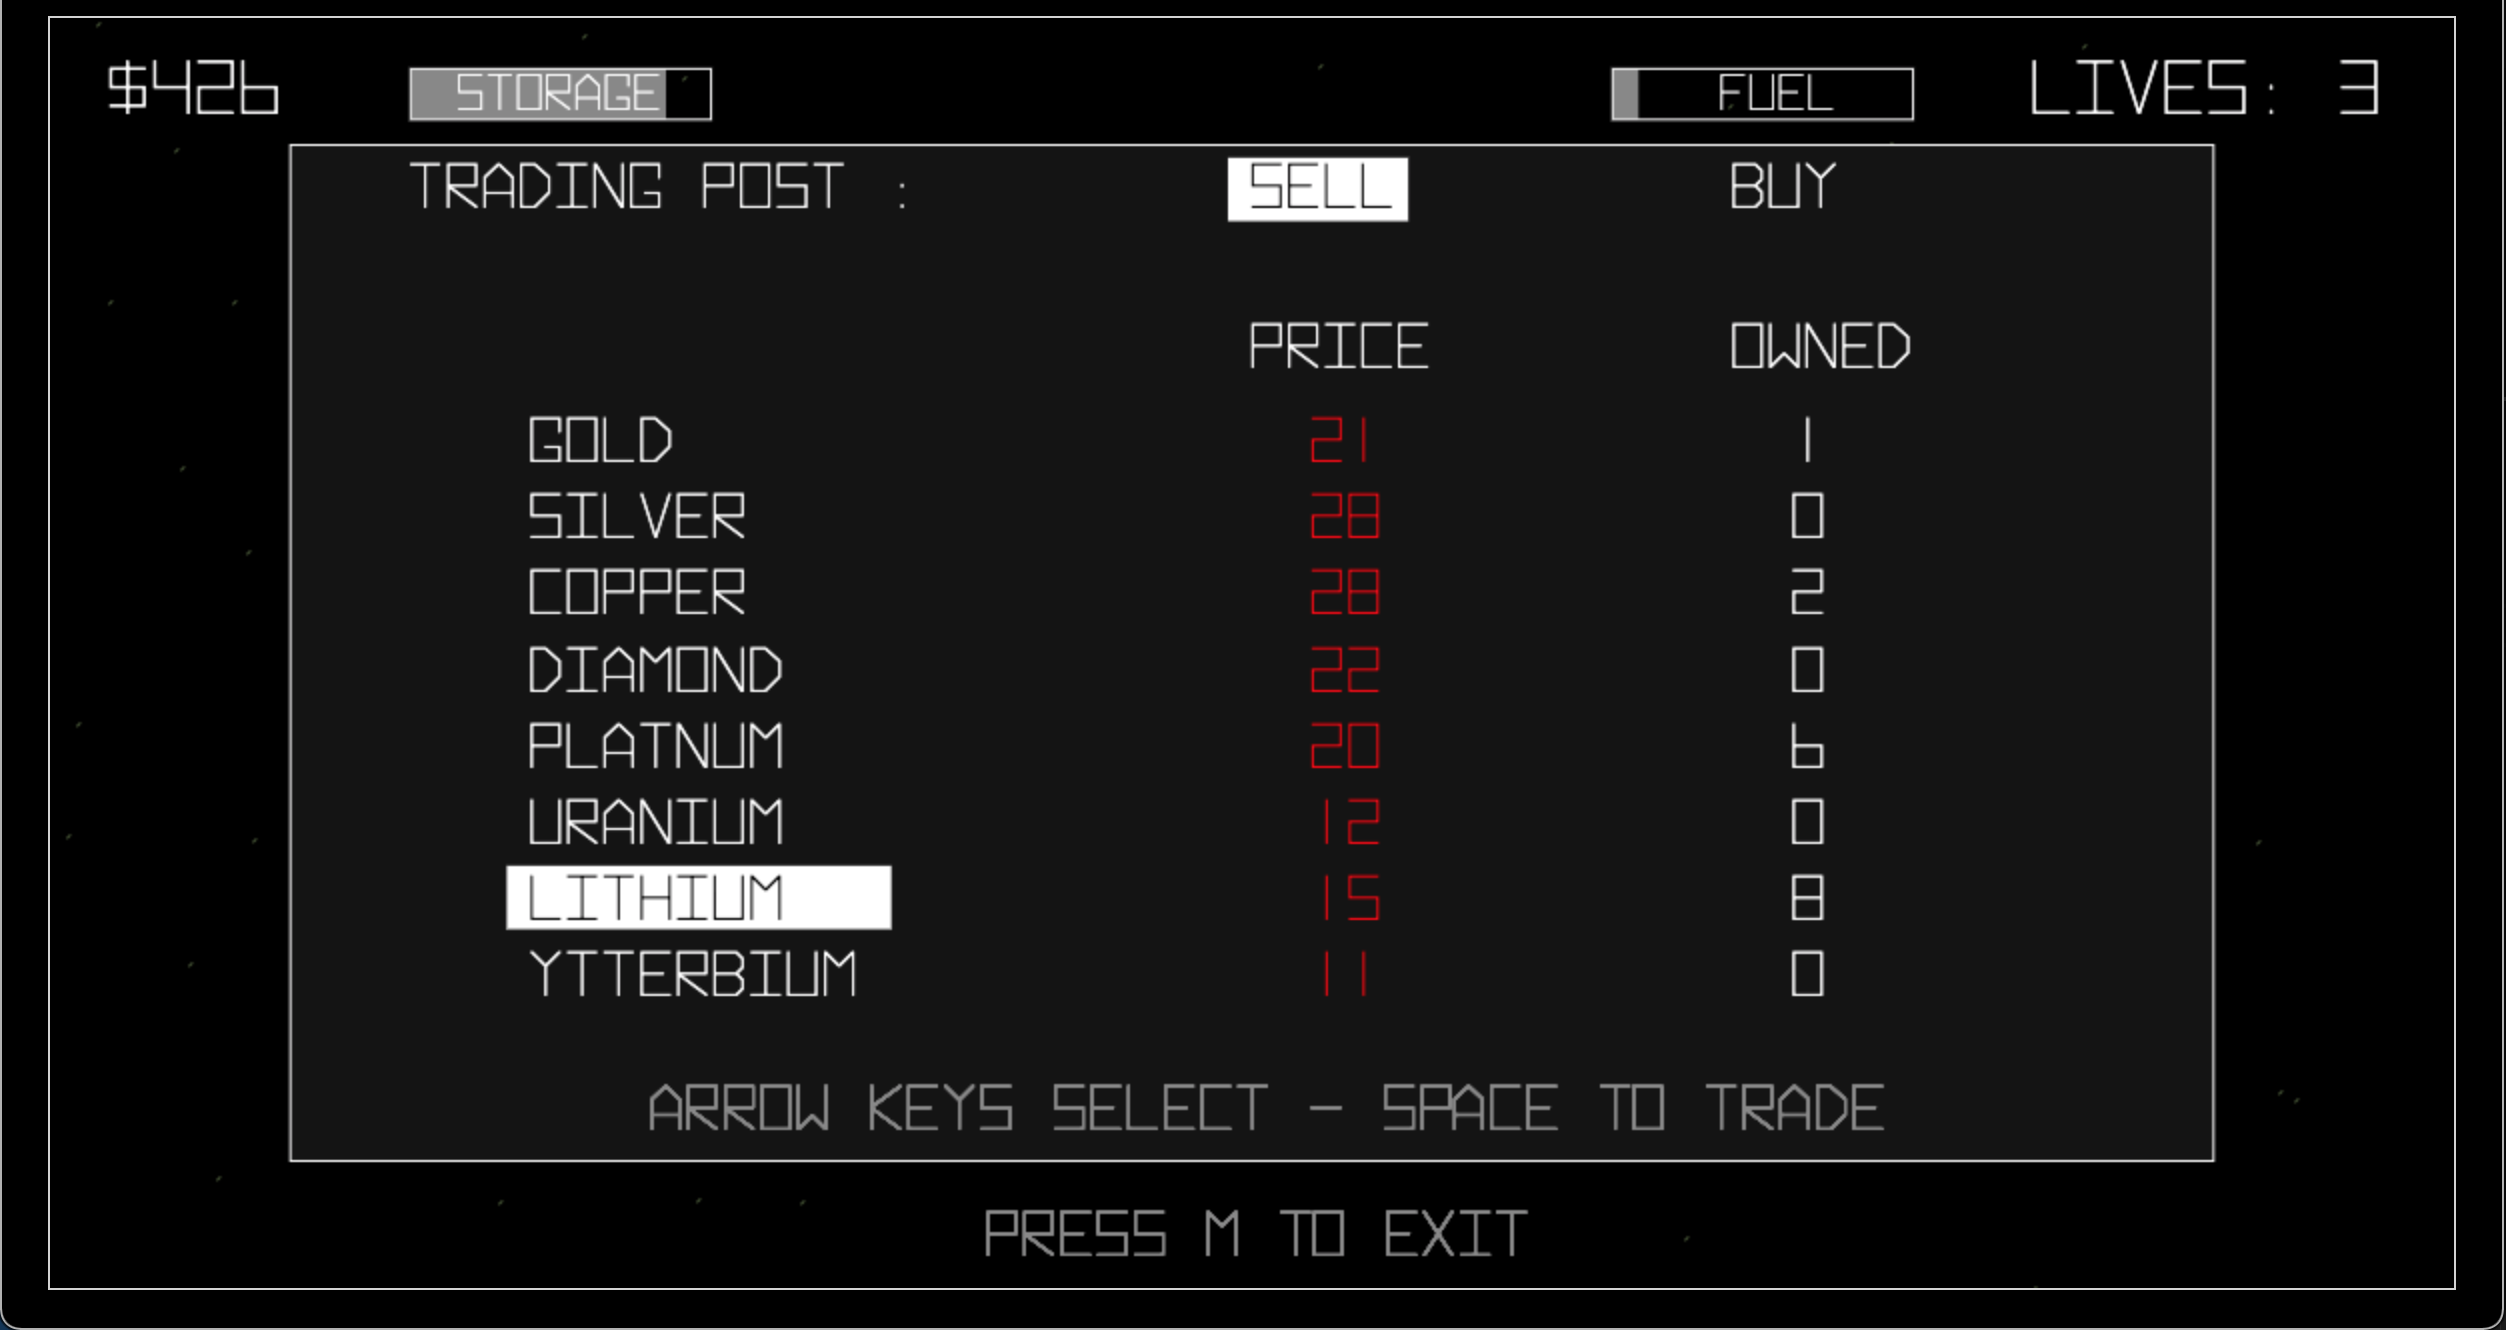 $426 STORAGE FUEL LIVES: 3
TRADING POST : SELL BUY
PRICE OWNED
GOLD 21 1
SILVER 28 0
COPPER 28 2
DIAMOND 22 0
PLATNUM 20 6
URANIUM 12 0
LITHIUM 15 8
YTTERBIUM 11 0
ARROW KEYS SELECT - SPACE TO TRADE
PRESS M TO EXIT